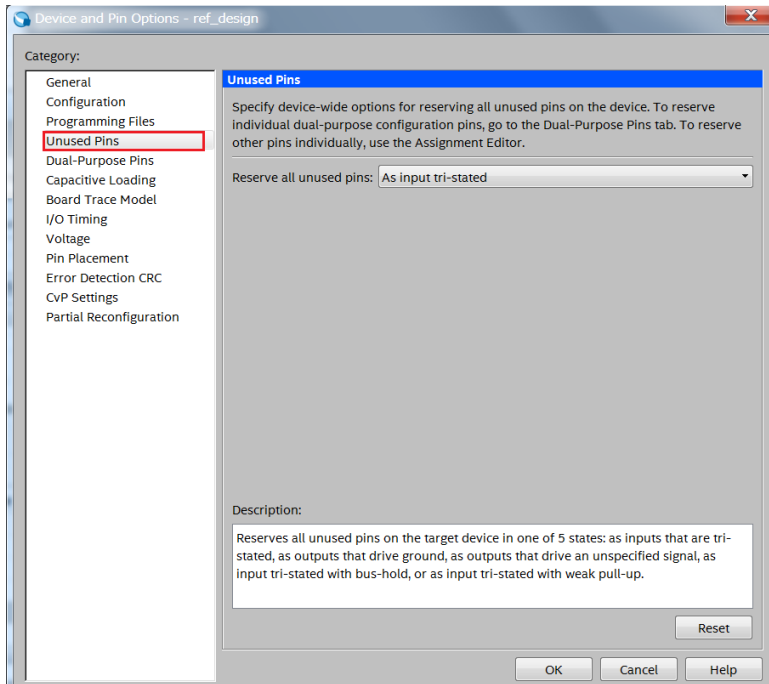 Device and Pin Options - ref_design
X
Category:
General
Configuration
Programming Files
Unused Pins
Dual-Purpose Pins
Capacitive Loading
Board Trace Model
I/O Timing
Voltage
Pin Placement
Error Detection CRC
CvP Settings
Partial Reconfiguration
Unused Pins
Specify device-wide options for reserving all unused pins on the device. To reserve
individual dual-purpose configuration pins, go to the Dual-Purpose Pins tab. To reserve
other pins individually, use the Assignment Editor.
Reserve all unused pins: As input tri-stated
Description:
Reserves all unused pins on the target device in one of 5 states: as inputs that are tri-
stated, as outputs that drive ground, as outputs that drive an unspecified signal, as
input tri-stated with bus-hold, or as input tri-stated with weak pull-up.
Reset
OK Cancel Help